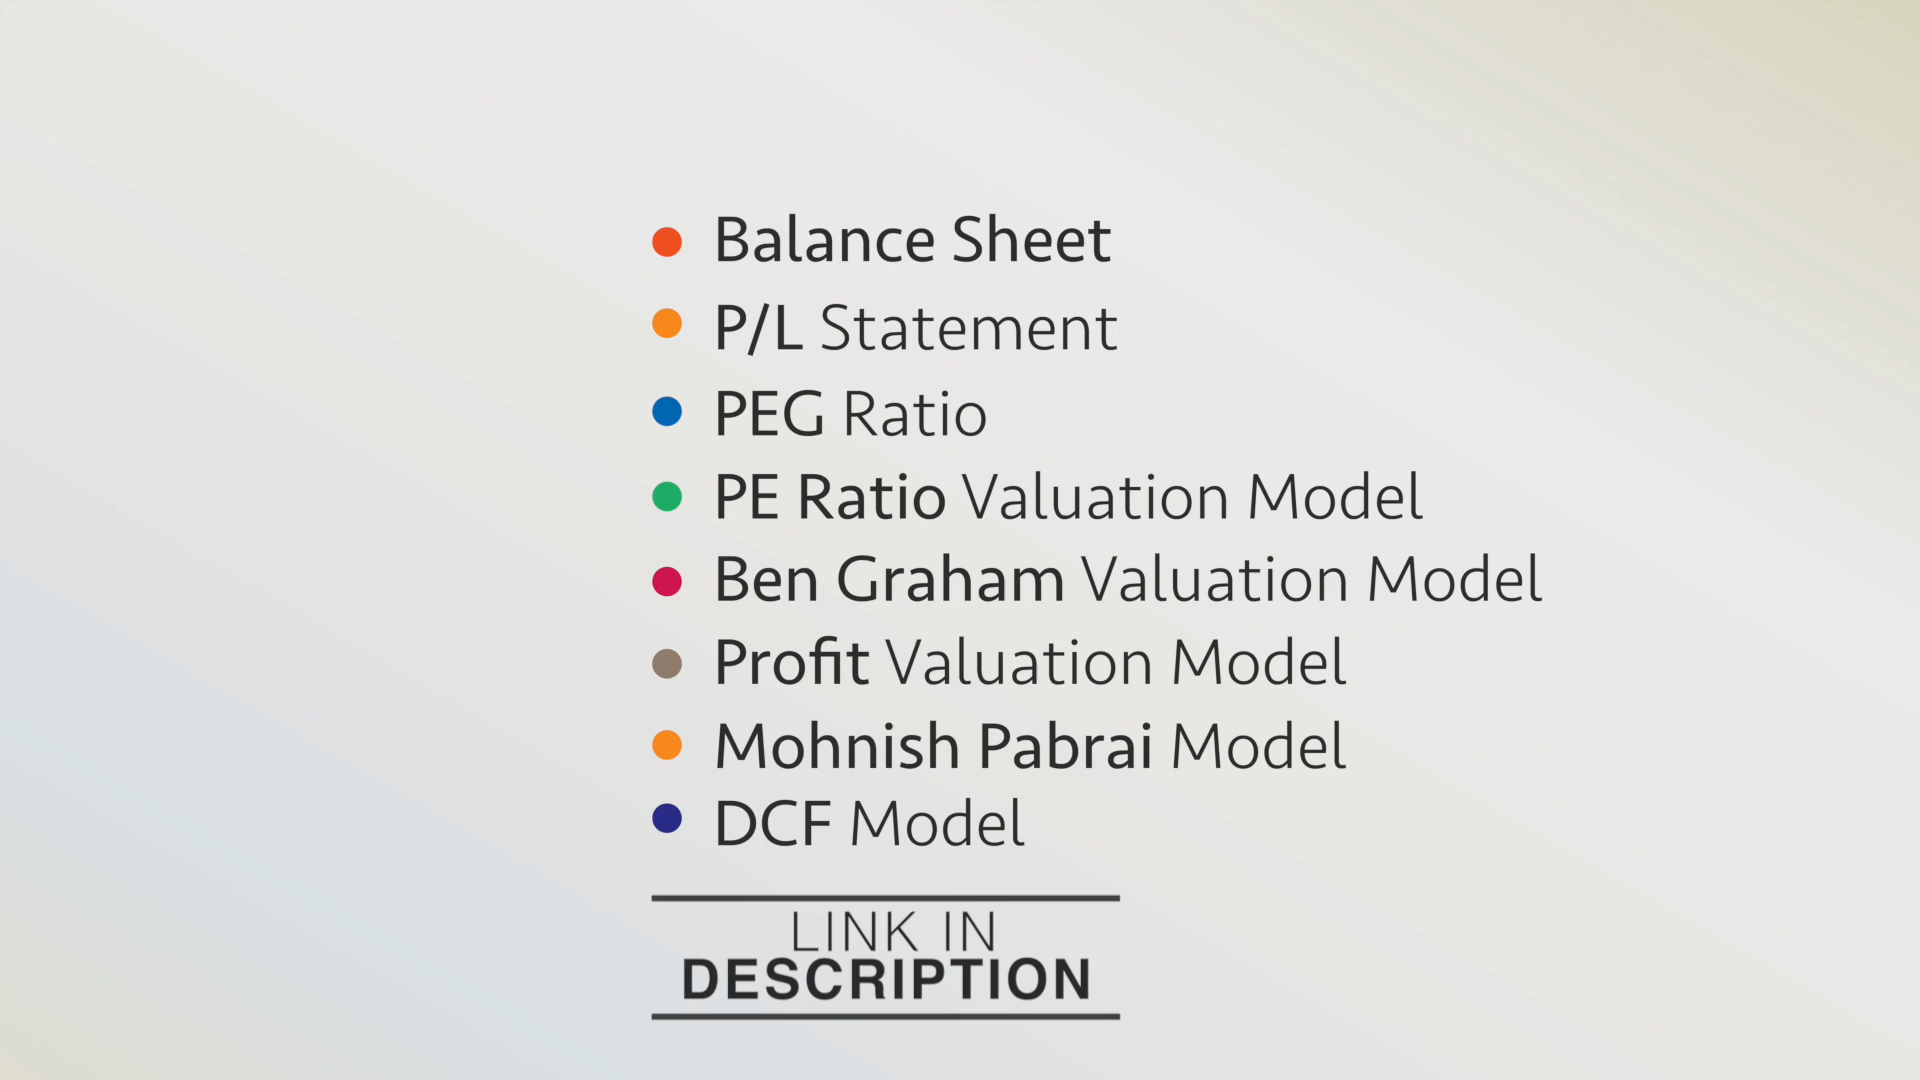 Balance Sheet
P/L Statement
PEG Ratio
PE Ratio Valuation Model
Ben Graham Valuation Model
Profit Valuation Model
Mohnish Pabrai Model
DCF Model
LINK IN
DESCRIPTION